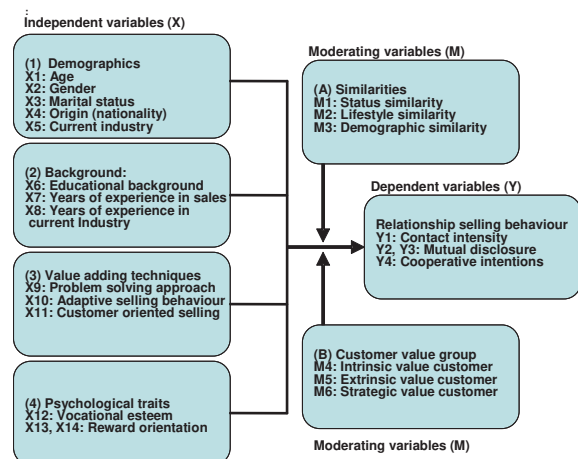 :
Independent variables (X)
(1) Demographics
X1: Age
X2: Gender
X3: Marital status
X4: Origin (nationality)
X5: Current industry
(2) Background:
X6: Educational background
X7: Years of experience in sales
X8: Years of experience in
current Industry
(3) Value adding techniques
X9: Problem solving approach
X10: Adaptive selling behaviour
X11: Customer oriented selling
(4) Psychological traits
X12: Vocational esteem
X13, X14: Reward orientation
Moderating variables (M)
(A) Similarities
M1: Status similarity
M2: Lifestyle similarity
M3: Demographic similarity
Dependent variables (Y)
Relationship selling behaviour
Y1: Contact intensity
Y2, Y3: Mutual disclosure
Y4: Cooperative intentions
(B) Customer value group
M4: Intrinsic value customer
M5: Extrinsic value customer
M6: Strategic value customer
Moderating variables (M)